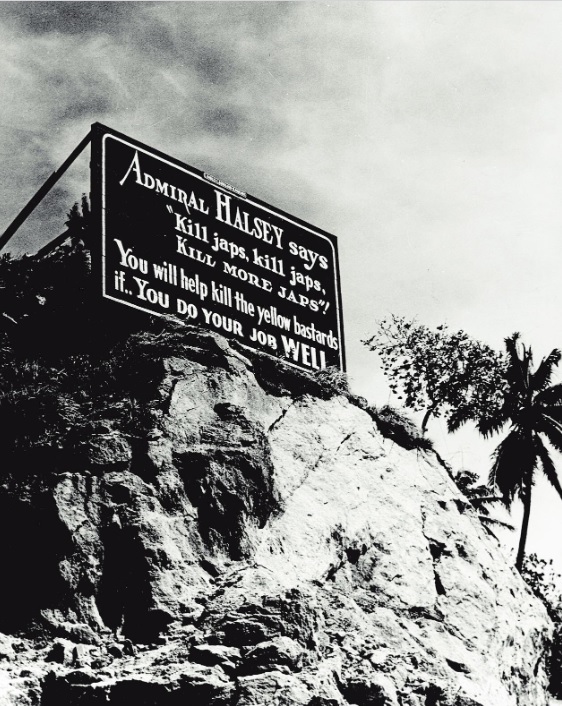 ADMIRAL HALSEY says
"Kill japs, kill japs,
KILL MORE JAPS"!
You will help kill the yellow bastards
if.. YOU DO YOUR JOB WELL